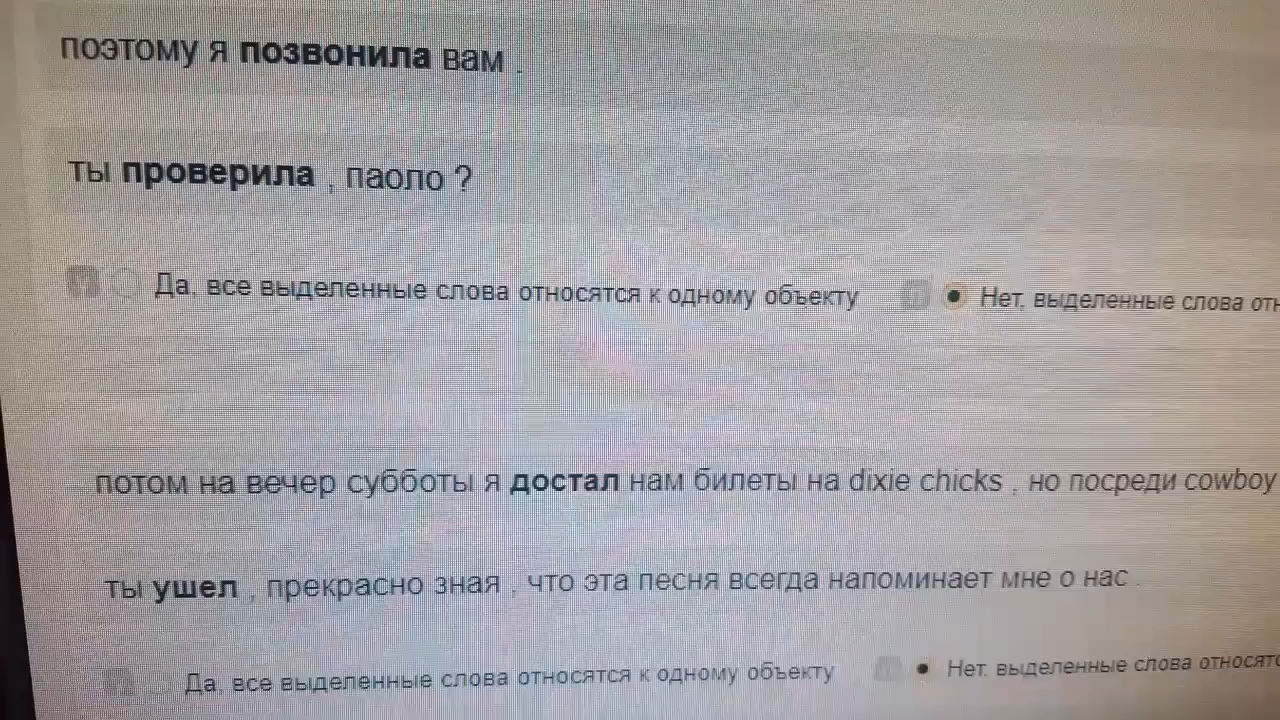 поэтому я позвонила вам .
ты проверила , паоло ?
Да, все выделенные слова относятся к одному объекту Нет, выделенные слова отн
потом на вечер субботы я достал нам билеты на dixie chicks , но посреди cowboy
ты ушел , прекрасно зная , что эта песня всегда напоминает мне о нас .
Да, все выделенные слова относятся к одному объекту Нет, выделенные слова относятс